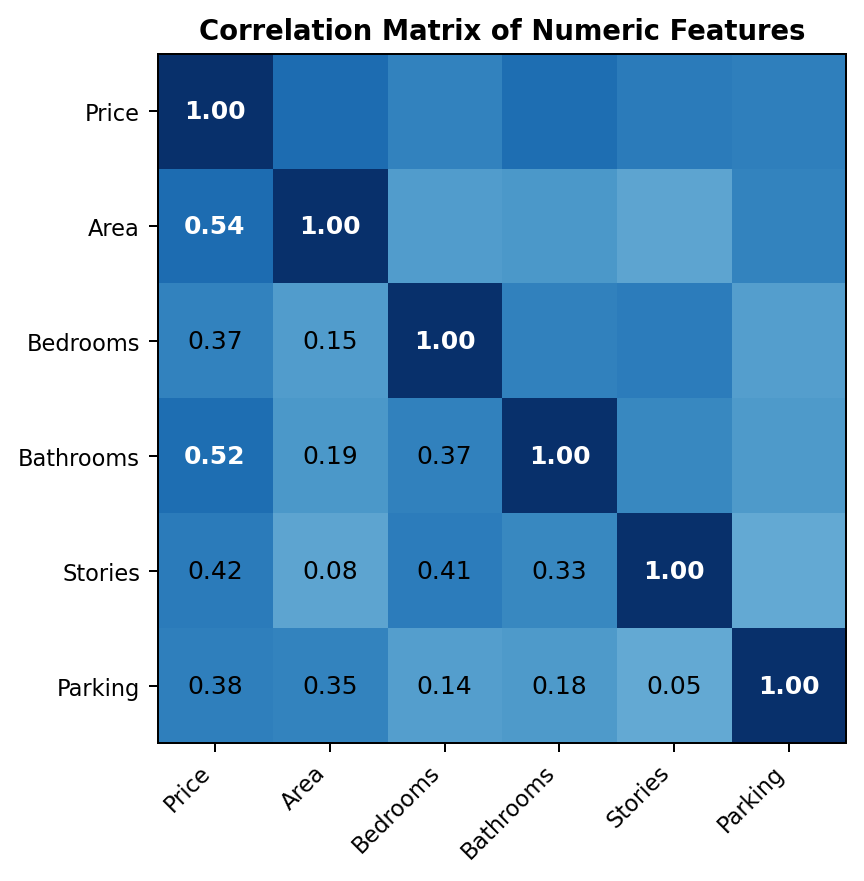 Correlation Matrix of Numeric Features
Price 1.00
Area 0.54 1.00
Bedrooms 0.37 0.15 1.00
Bathrooms 0.52 0.19 0.37 1.00
Stories 0.42 0.08 0.41 0.33 1.00
Parking 0.38 0.35 0.14 0.18 0.05 1.00
Price Area Bedrooms Bathrooms Stories Parking